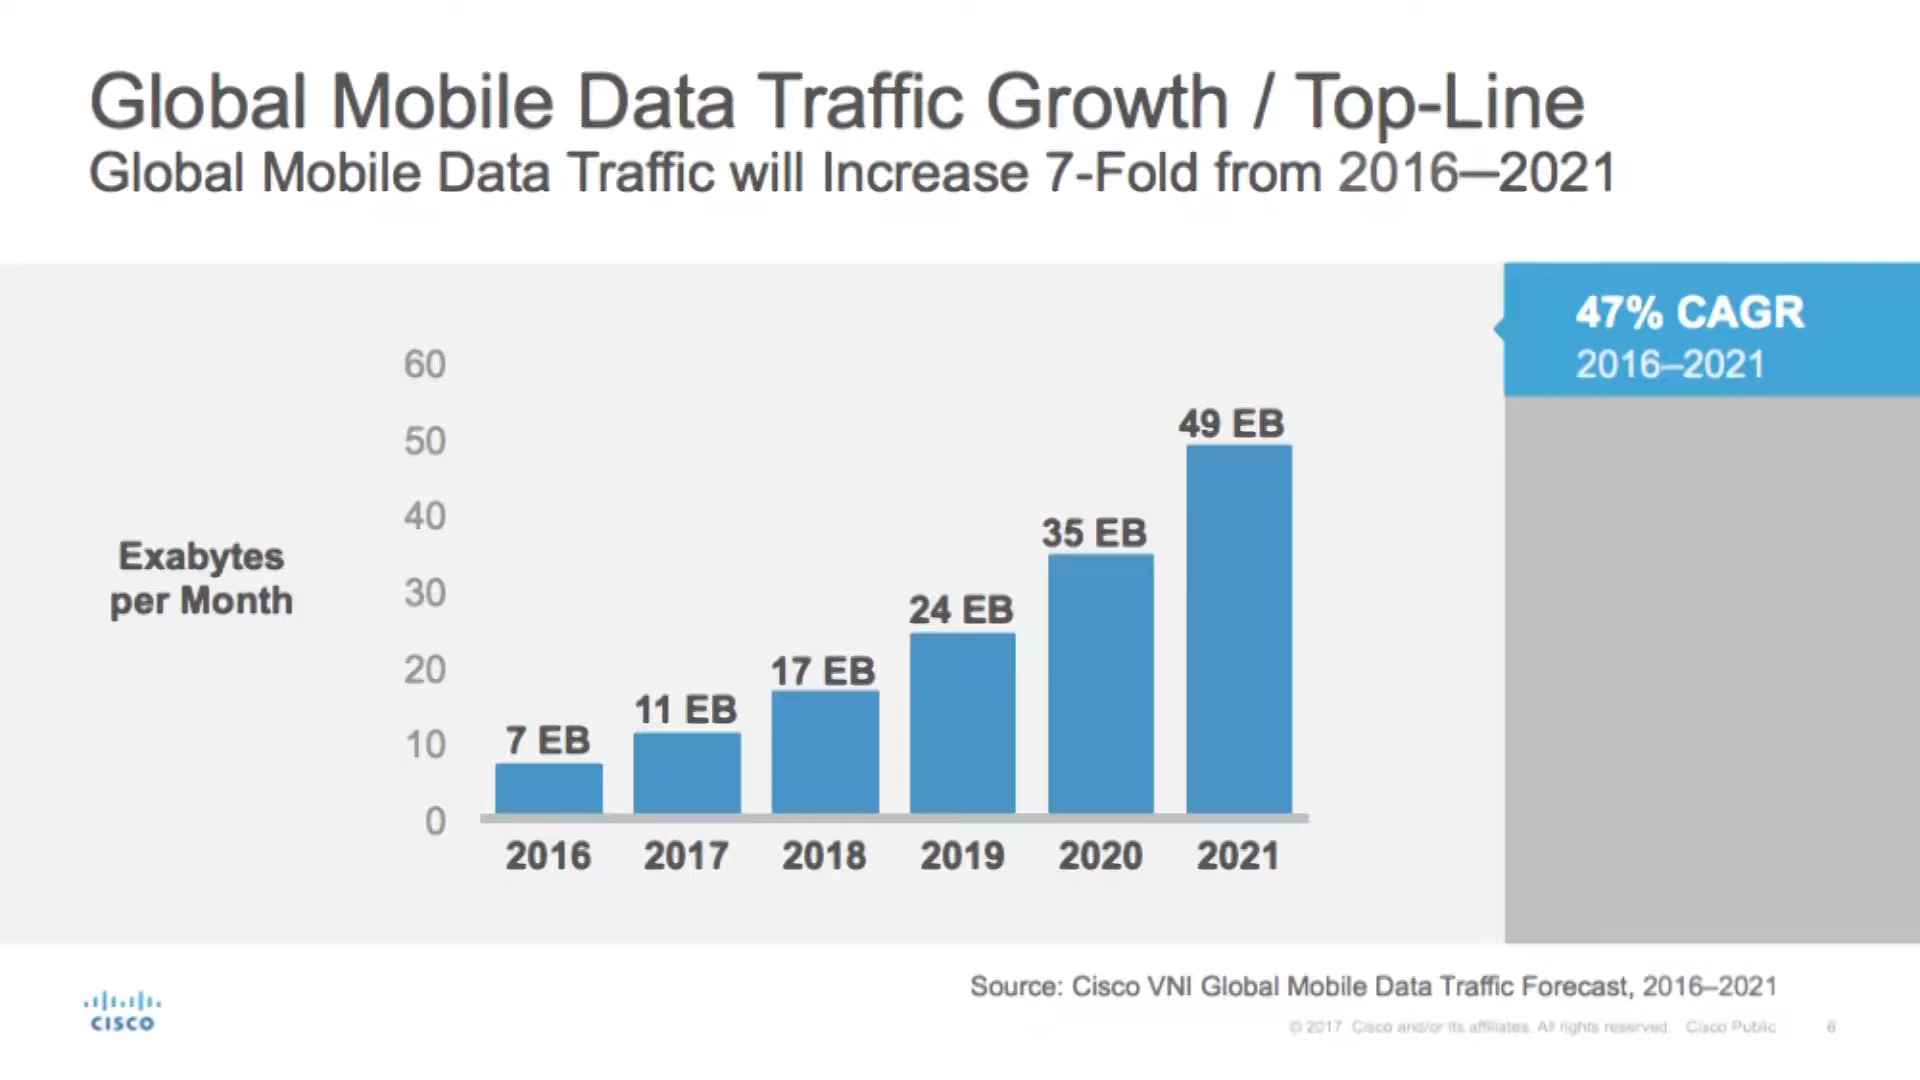 Global Mobile Data Traffic Growth / Top-Line
Global Mobile Data Traffic will Increase 7-Fold from 2016—2021
47% CAGR
2016–2021
Exabytes
per Month
60
50
40
30
20
10
0
7 EB
11 EB
17 EB
24 EB
35 EB
49 EB
2016
2017
2018
2019
2020
2021
Source: Cisco VNI Global Mobile Data Traffic Forecast, 2016–2021
CISCO
© 2017 Cisco and/or its affiliates. All rights reserved. Cisco Public
6